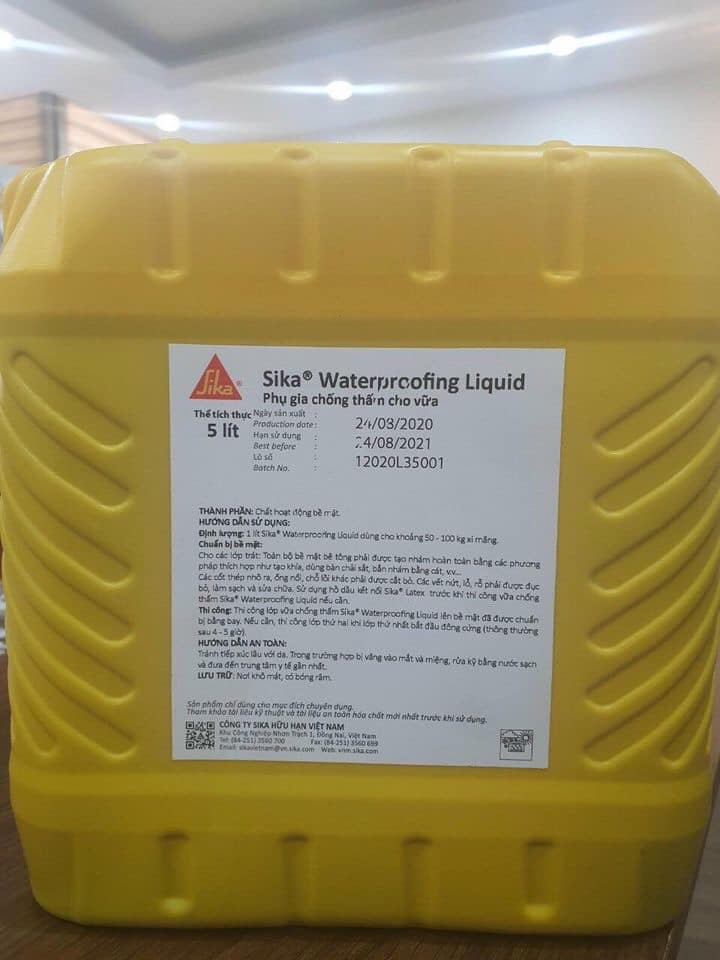 Sika®
Sika® Waterproofing Liquid
Phụ gia chống thấm cho vữa
Thể tích thực
5 lít
Ngày sản xuất :
Production date : 24/08/2020
Hạn sử dụng :
Best before : 24/08/2021
Lô số :
Batch No. : 12020L35001
THÀNH PHẦN: Chất hoạt động bề mặt.
HƯỚNG DẪN SỬ DỤNG:
Định lượng: 1 lít Sika® Waterproofing Liquid dùng cho khoảng 50 - 100 kg xi măng.
Chuẩn bị bề mặt:
Cho các lớp trát: Toàn bộ bề mặt bê tông phải được tạo nhám hoàn toàn bằng các phương
pháp thích hợp như tạo khía, dùng bàn chải sắt, bắn nhám bằng cát, v.v...
Các cốt thép nhô ra, ống nối, chỗ lồi khác phải được cắt bỏ. Các vết nứt, lỗ, rỗ phải được đục
bỏ, làm sạch và sửa chữa. Sử dụng hồ dầu kết nối Sika® Latex trước khi thi công vữa chống
thấm Sika® Waterproofing Liquid nếu cần.
Thi công: Thi công lớp vữa chống thấm Sika® Waterproofing Liquid lên bề mặt đã được chuẩn
bị bằng bay. Nếu cần, thi công lớp thứ hai khi lớp thứ nhất bắt đầu đông cứng (thông thường
sau 4 - 5 giờ).
HƯỚNG DẪN AN TOÀN:
Tránh tiếp xúc lâu với da. Trong trường hợp bị văng vào mắt và miệng, rửa kỹ bằng nước sạch
và đưa đến trung tâm y tế gần nhất.
LƯU TRỮ: Nơi khô mát, có bóng râm.
Sản phẩm chỉ dùng cho mục đích chuyên dụng.
Tham khảo tài liệu kỹ thuật và tài liệu an toàn hóa chất mới nhất trước khi sử dụng.
CÔNG TY SIKA HỮU HẠN VIỆT NAM
Khu Công Nghiệp Nhơn Trạch 1, Đồng Nai, Việt Nam
Tel: (84-251) 3560 700 Fax: (84-251) 3560 699
Email: sikavietnam@vn.sika.com Web: vnm.sika.com